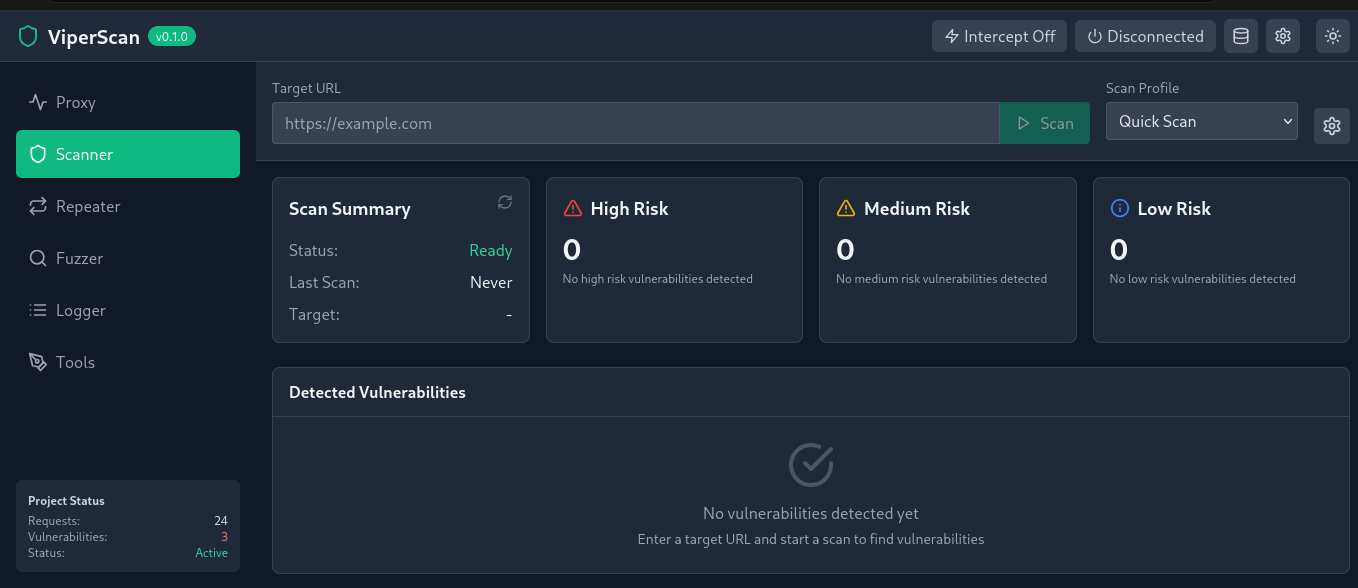 ViperScan v0.1.0 Intercept Off Disconnected
Proxy
Scanner
Repeater
Fuzzer
Logger
Tools
Project Status
Requests: 24
Vulnerabilities: 3
Status: Active
Target URL
https://example.com
Scan
Scan Profile
Quick Scan
Scan Summary
Status: Ready
Last Scan: Never
Target: -
High Risk
0
No high risk vulnerabilities detected
Medium Risk
0
No medium risk vulnerabilities detected
Low Risk
0
No low risk vulnerabilities detected
Detected Vulnerabilities
No vulnerabilities detected yet
Enter a target URL and start a scan to find vulnerabilities